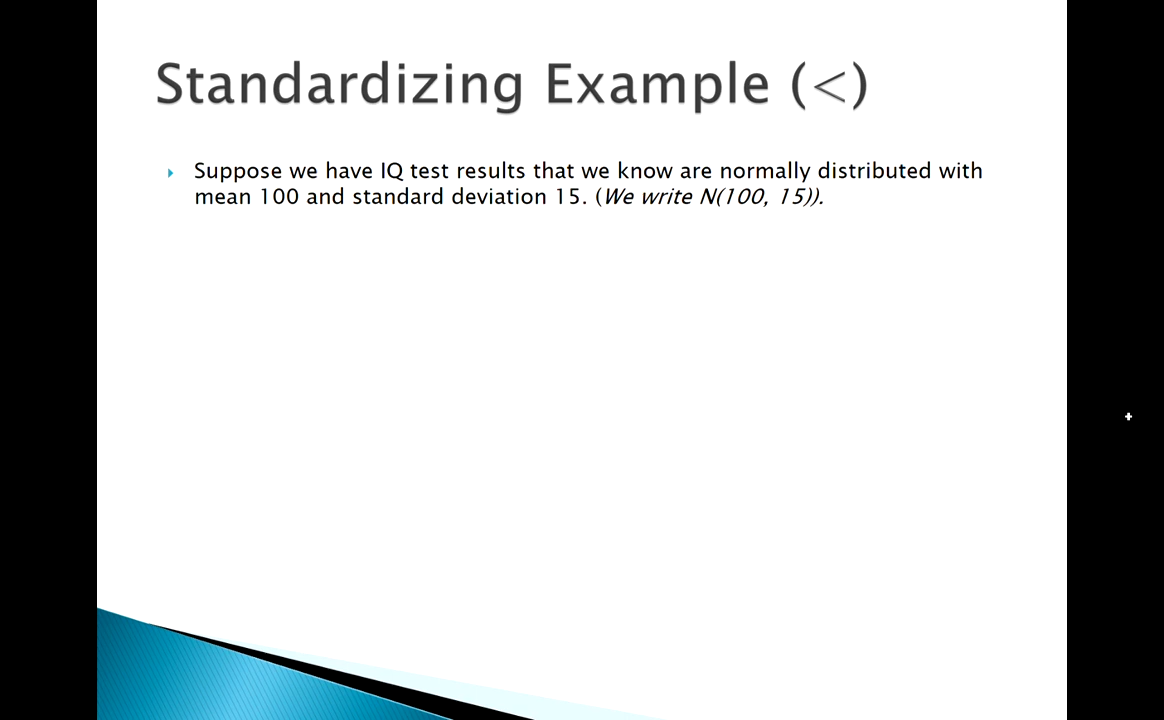 Standardizing Example (<)
Suppose we have IQ test results that we know are normally distributed with
mean 100 and standard deviation 15. (We write N(100, 15)).